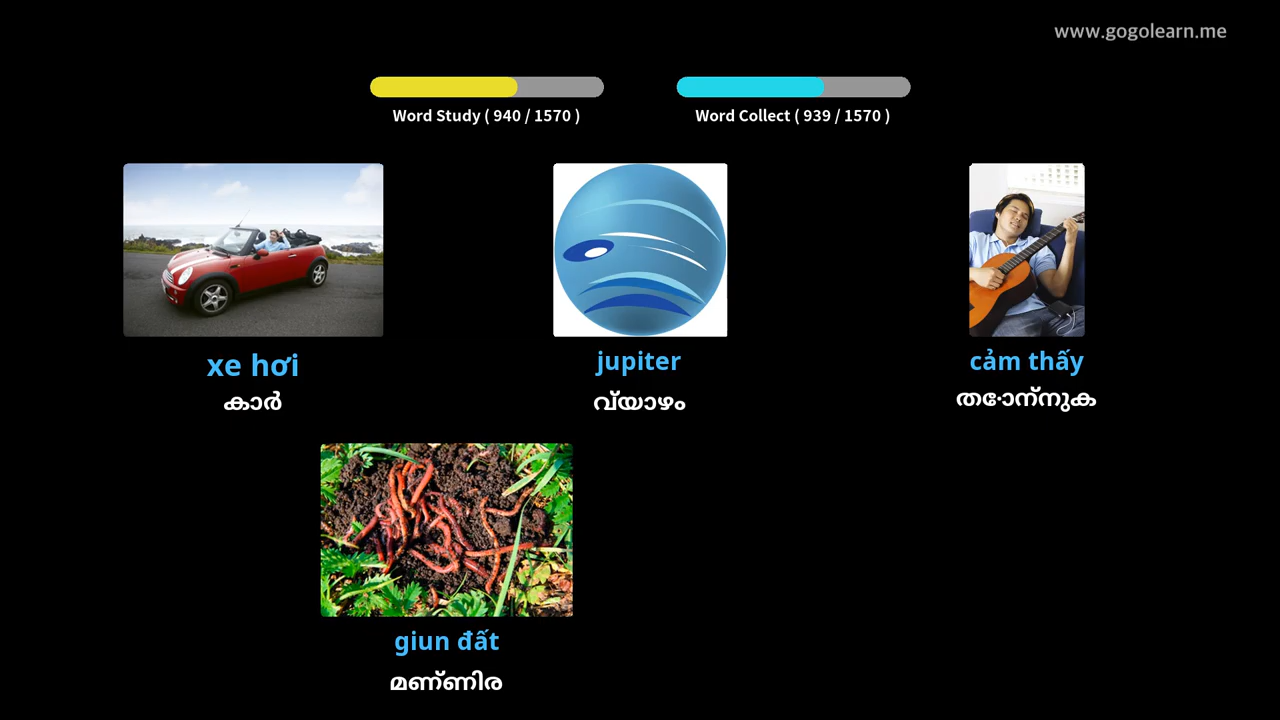 www.gogolearn.me
Word Study ( 940 / 1570 )
Word Collect ( 939 / 1570 )
xe hơi
കാർ
jupiter
വ്യാഴം
cảm thấy
തോന്നുക
giun đất
മണ്ണിര